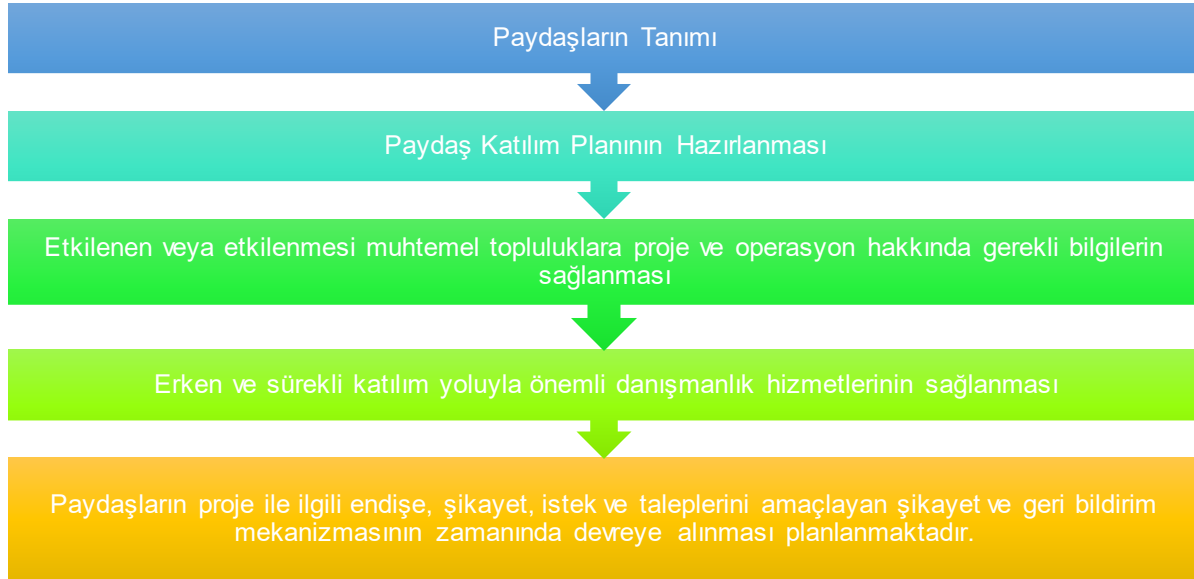 Paydaşların Tanımı
Paydaş Katılım Planının Hazırlanması
Etkilenen veya etkilenmesi muhtemel topluluklara proje ve operasyon hakkında gerekli bilgilerin
sağlanması
Erken ve sürekli katılım yoluyla önemli danışmanlık hizmetlerinin sağlanması
Paydaşların proje ile ilgili endişe, şikayet, istek ve taleplerini amaçlayan şikayet ve geri bildirim
mekanizmasının zamanında devreye alınması planlanmaktadır.